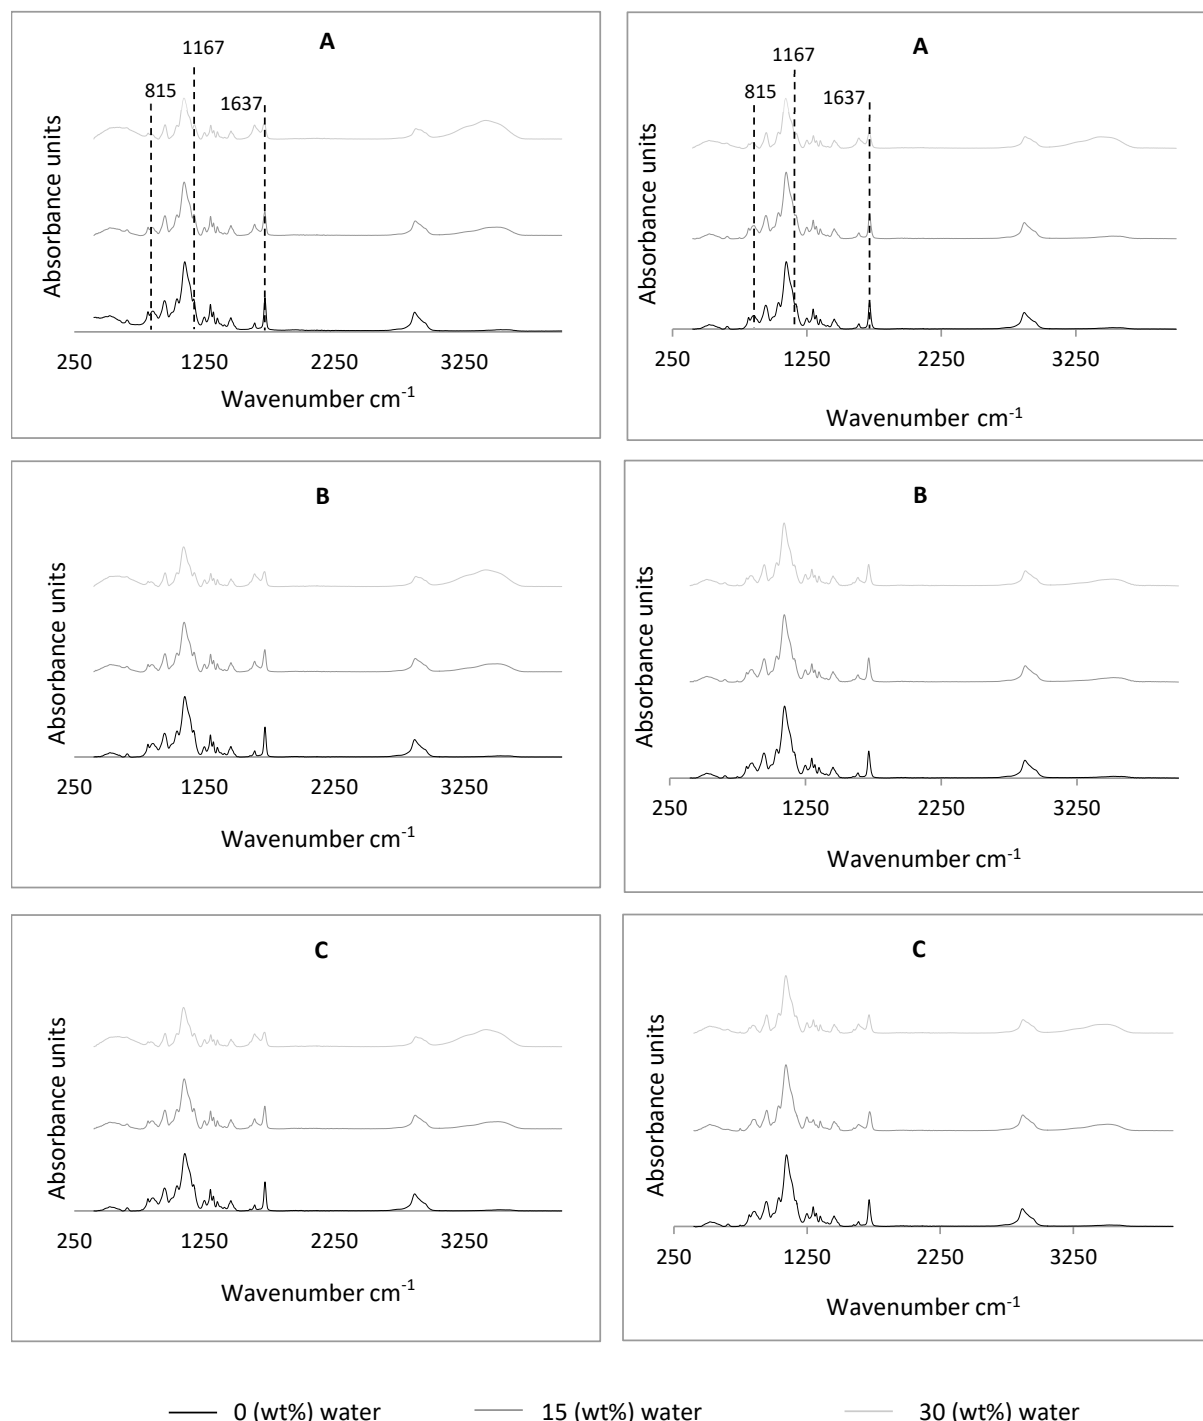 A
1167
815
1637
Absorbance units
250 1250 2250 3250
Wavenumber cm-1
A
1167
815
1637
Absorbance units
250 1250 2250 3250
Wavenumber cm-1
B
Absorbance units
250 1250 2250 3250
Wavenumber cm-1
B
Absorbance units
250 1250 2250 3250
Wavenumber cm-1
C
Absorbance units
250 1250 2250 3250
Wavenumber cm-1
C
Absorbance units
250 1250 2250 3250
Wavenumber cm-1
0 (wt%) water 15 (wt%) water 30 (wt%) water